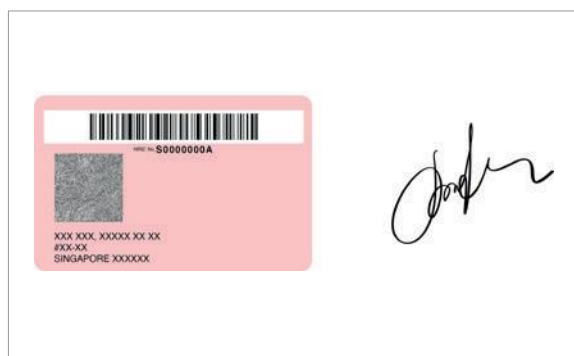 NRIC No. S0000000A
XXX XXX, XXXXX XX XX
#XX-XX
SINGAPORE XXXXXX